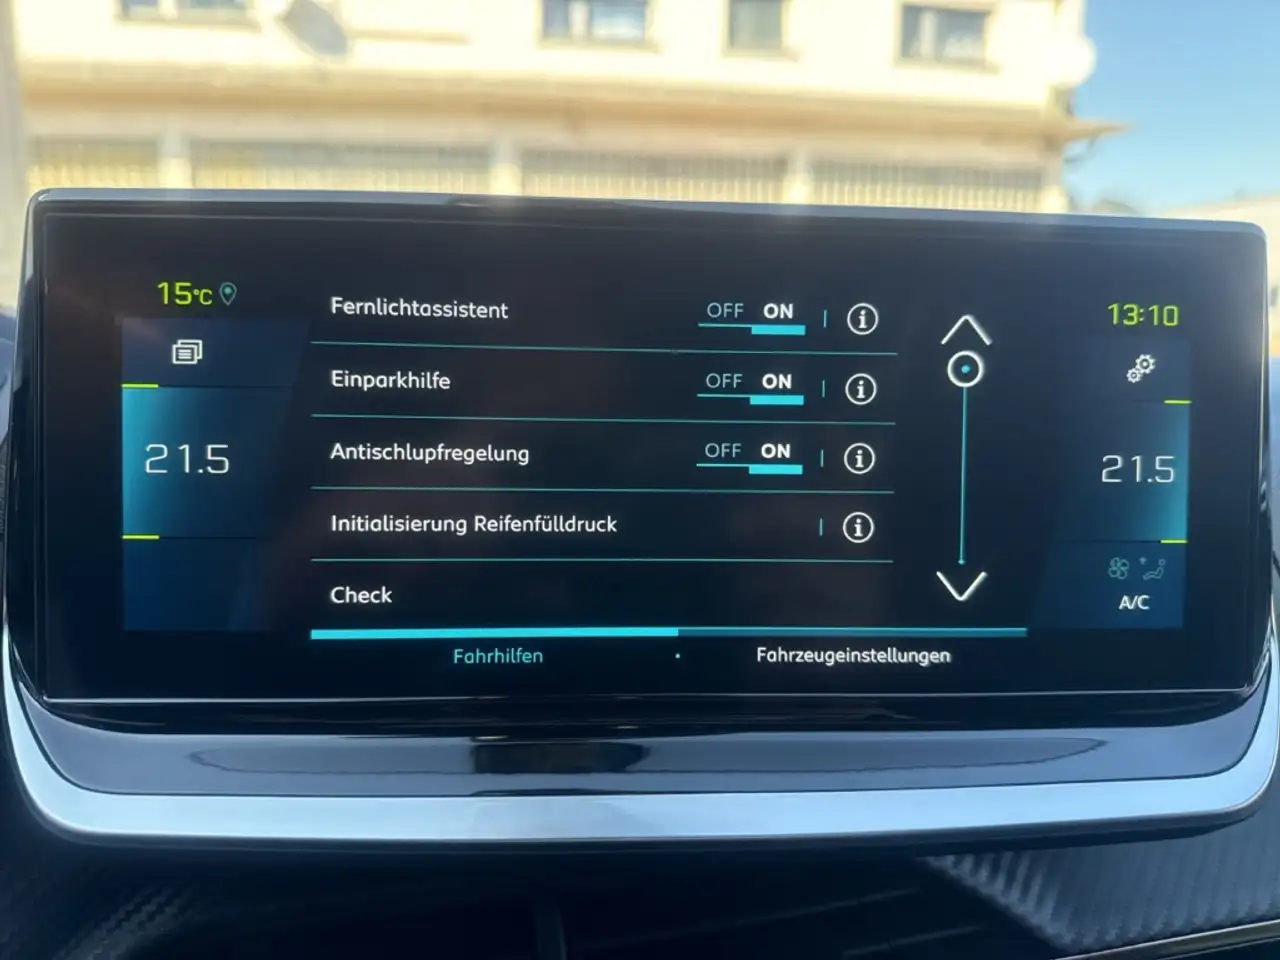 15°C
13:10
Fernlichtassistent OFF ON
Einparkhilfe OFF ON
21.5
Antischlupfregelung OFF ON
21.5
Initialisierung Reifenfülldruck
Check
A/C
Fahrhilfen · Fahrzeugeinstellungen